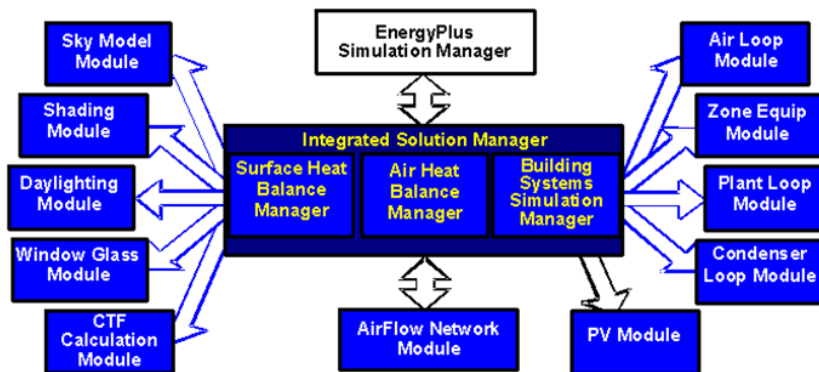 EnergyPlus
Simulation Manager
Sky Model
Module
Shading
Module
Daylighting
Module
Window Glass
Module
CTF
Calculation
Module
Integrated Solution Manager
Surface Heat
Balance
Manager
Air Heat
Balance
Manager
Building
Systems
Simulation
Manager
Air Loop
Module
Zone Equip
Module
Plant Loop
Module
Condenser
Loop Module
AirFlow Network
Module
PV Module